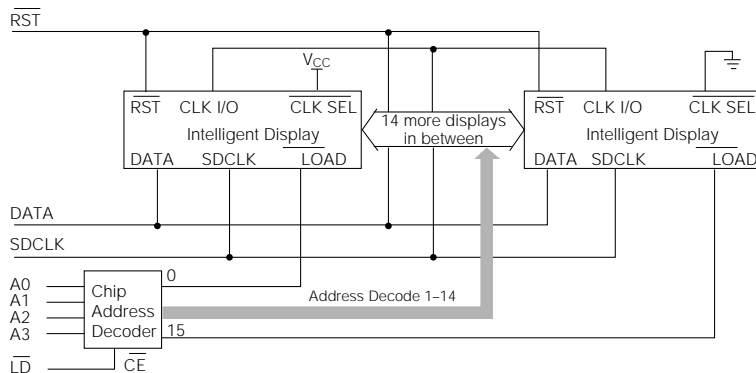 RST
VCC
RST CLK I/O CLK SEL
Intelligent Display
DATA SDCLK LOAD
14 more displays
in between
RST CLK I/O CLK SEL
Intelligent Display
DATA SDCLK LOAD
DATA
SDCLK
A0
A1
A2
A3
Chip
Address
Decoder
0
15
Address Decode 1–14
LD
CE